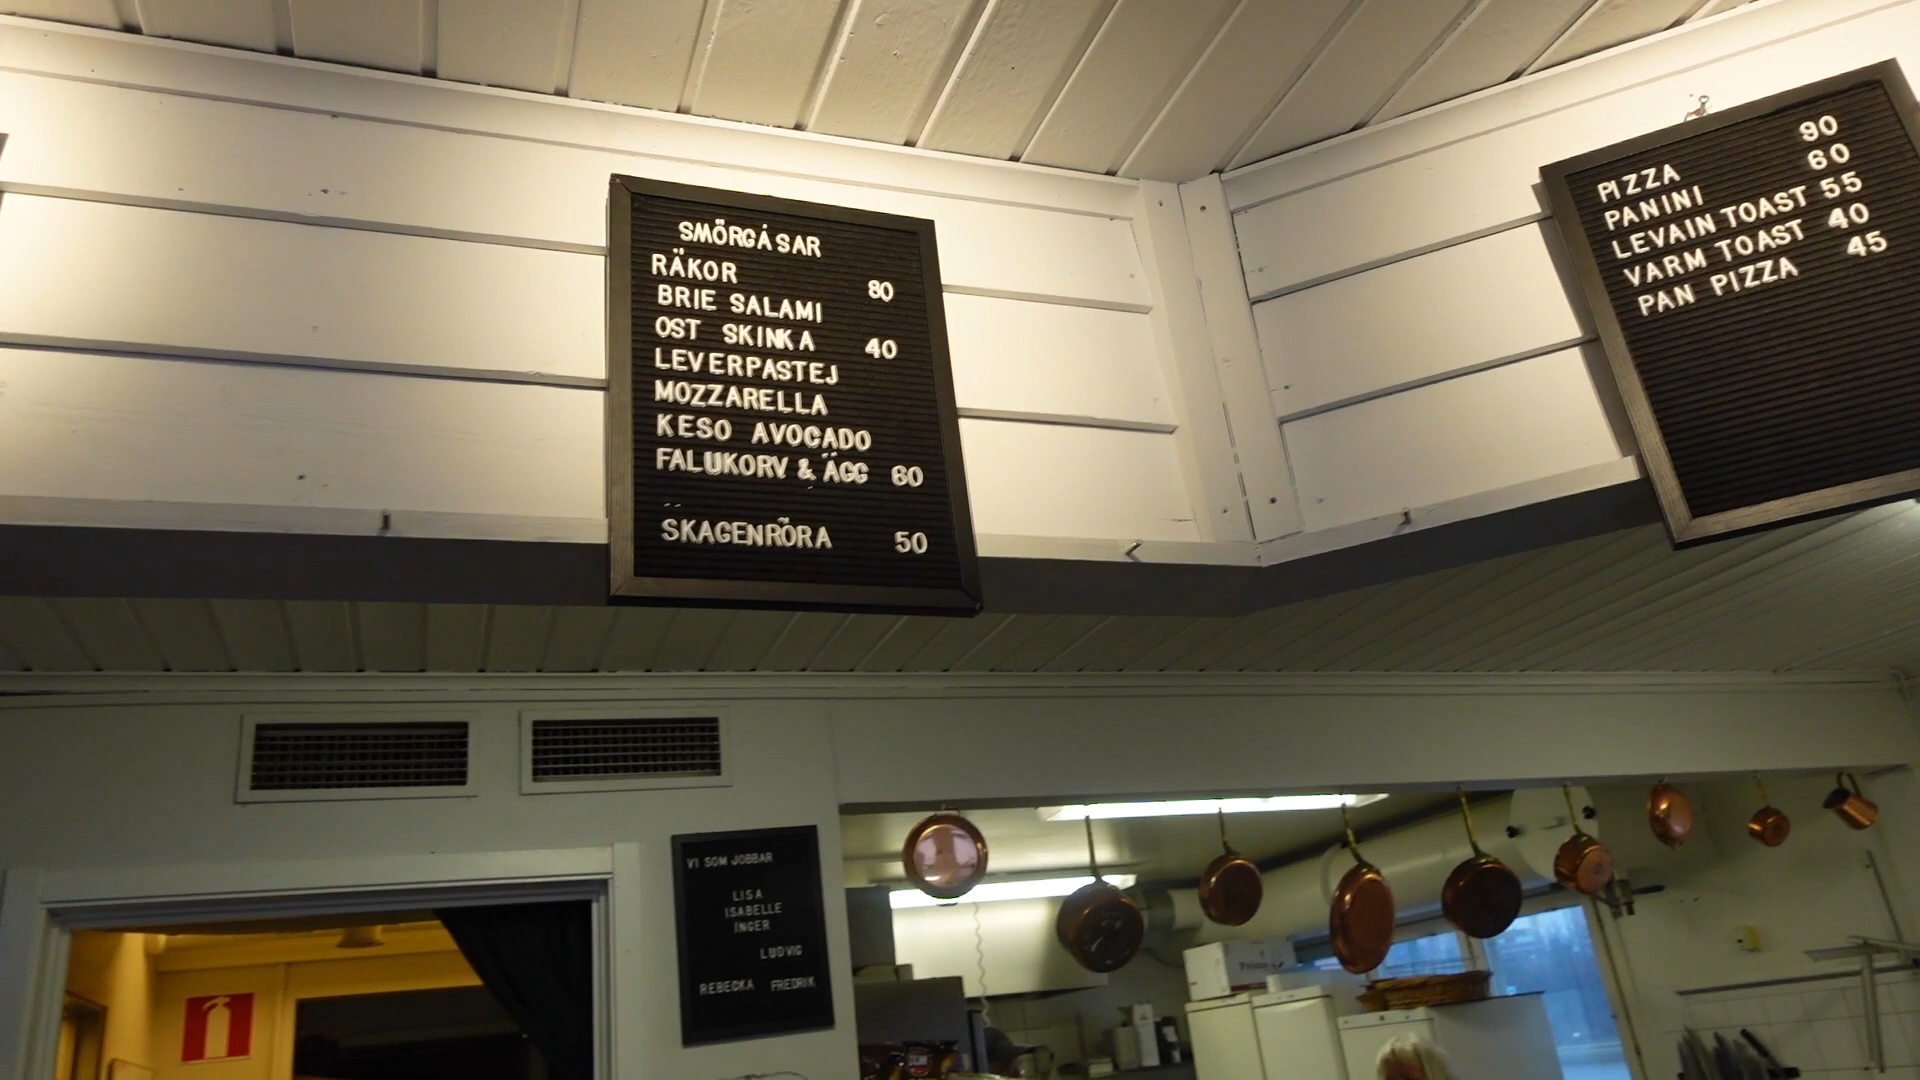 SMÖRGÅSAR
RÄKOR 80
BRIE SALAMI
OST SKINKA 40
LEVERPASTEJ
MOZZARELLA
KESO AVOCADO
FALUKORV & ÄGG 60
SKAGENRÖRA 50
PIZZA 90
PANINI 60
LEVAIN TOAST 55
VARM TOAST 40
PAN PIZZA 45
VI SOM JOBBAR
LISA
ISABELLE
INGER
LUDVIG
REBECKA FREDRIK